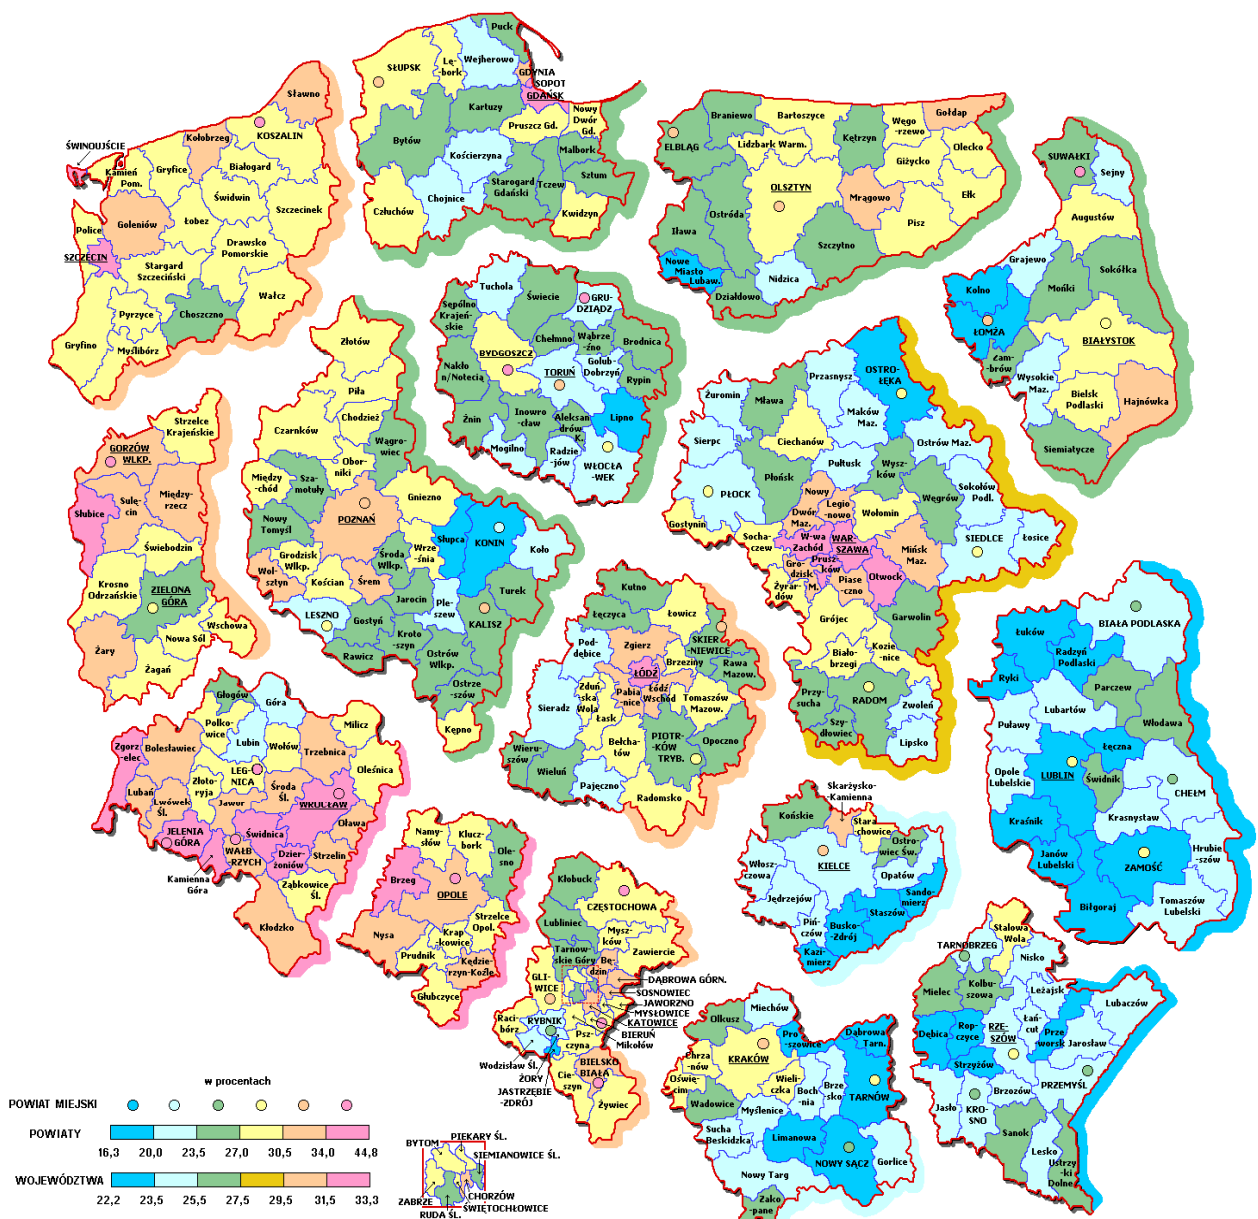 Puck
Wejherowo
Lę-
-bork
SŁUPSK
GDYNIA
SOPOT
GDAŃSK
Kartuzy
Nowy
Dwór
Gd.
Pruszcz Gd.
Bytów
Kościerzyna
Malbork
Starogard
Gdański
Tczew
Sztum
Człuchów
Chojnice
Kwidzyn
Sławno
Kołobrzeg
KOSZALIN
ŚWINOUJŚCIE
Kamień
Pom.
Gryfice
Białogard
Świdwin
Szczecinek
Goleniów
Łobez
Police
SZCZECIN
Drawsko
Pomorskie
Stargard
Szczeciński
Wałcz
Pyrzyce
Choszczno
Gryfino
Myślibórz
Braniewo
Bartoszyce
Węgo
-rzewo
Gołdap
ELBLĄG
Lidzbark Warm.
Kętrzyn
Olecko
Giżycko
OLSZTYN
Mrągowo
Ełk
Ostróda
Pisz
Iława
Szczytno
Nowe
Miasto
Lubaw.
Nidzica
Działdowo
SUWAŁKI
Sejny
Augustów
Grajewo
Sokółka
Kolno
Mońki
ŁOMŻA
BIAŁYSTOK
Zam-
-brów
Wysokie
Maz.
Bielsk
Podlaski
Hajnówka
Siemiatycze
Tuchola
Świecie
GRU-
DZIĄDZ
Sępólno
Krajeń-
-skie
Chełmno
Wąbrze
-źno
Brodnica
BYDGOSZCZ
Nakło
n/Notecią
TORUŃ
Golub-
Dobrzyń
Rypin
Żnin
Inowro
-cław
Aleksan
-drów
K.
Lipno
Mogilno
Radzie
-jów
WŁOCŁA
-WEK
Złotów
Piła
Chodzież
Czarnków
Wągro-
wiec
Obor-
niki
Między
-chód
Sza-
motuły
Gniezno
POZNAŃ
Nowy
Tomyśl
Słupca
KONIN
Koło
Grodzisk
Wlkp.
Środa
Wlkp.
Wrze
-śnia
Wol-
sztyn
Kościan
Śrem
Turek
LESZNO
Jarocin
Ple-
szew
Gostyń
Kroto
-szyn
KALISZ
Rawicz
Ostrów
Wlkp.
Ostrze
-szów
Kępno
Strzelce
Krajeńskie
GORZÓW
WLKP.
Słubice
Sulę-
cin
Między-
rzecz
Świebodzin
Krosno
Odrzańskie
ZIELONA
GÓRA
Wschowa
Nowa Sól
Żary
Żagań
OSTRO-
ŁĘKA
Przasnysz
Żuromin
Mława
Maków
Maz.
Ciechanów
Ostrów Maz.
Sierpc
Pułtusk
Wysz-
ków
Płońsk
PŁOCK
Węgrów
Sokołów
Podl.
Nowy
Dwór
Maz.
Legio
-nowo
Wołomin
Gostynin
Socha-
czew
W-wa
Zachód
WAR-
SZAWA
Łosice
SIEDLCE
Mińsk
Maz.
Prusz-
ków
Gro-
dzisk
M.
Otwock
Żyrar-
dów
Piase-
czno
Grójec
Garwolin
Biało-
brzegi
Kozie
-nice
Przy-
sucha
RADOM
Zwoleń
Szy-
dłowiec
Lipsko
Kutno
Łęczyca
Łowicz
SKIER-
NIEWICE
Pod-
dębice
Zgierz
Brzeziny
Rawa
Mazow.
ŁÓDŹ
Sieradz
Zduń-
ska
Wola
Pabia
-nice
Łódź
Wschód
Łask
Tomaszów
Mazow.
Bełcha-
tów
PIOTR-
KÓW
TRYB.
Opoczno
Wieru-
szów
Wieluń
Pajęczno
Radomsko
BIAŁA PODLASKA
Łuków
Radzyń
Podlaski
Ryki
Parczew
Lubartów
Włodawa
Puławy
Łęczna
LUBLIN
Świdnik
CHEŁM
Opole
Lubelskie
Kraśnik
Krasnystaw
Janów
Lubelski
ZAMOŚĆ
Hrubie-
-szów
Biłgoraj
Tomaszów
Lubelski
Głogów
Góra
Polko-
wice
Milicz
Zgorz-
elec
Bolesławiec
Lubin
Wołów
Trzebnica
LEG-
NICA
Złoto-
ryja
Oleśnica
Lubań
Lwówek
Śl.
Jawor
Środa
Śl.
WROCŁAW
Oława
JELENIA
GÓRA
Świdnica
WAŁB
RZYCH
Dzier-
żoniów
Strzelin
Kamienna
Góra
Ząbkowice
Śl.
Kłodzko
Namy-
słów
Klucz-
bork
Ole-
sno
Brzeg
OPOLE
Strzelce
Opol.
Nysa
Krap
-kowice
Prudnik
Kędzie-
rzyn-Koźle
Głubczyce
Kłobuck
CZĘSTOCHOWA
Lubliniec
Mysz-
ków
Zawiercie
Tarnow
-skie Góry
Bę-
dzin
GLI-
WICE
DĄBROWA GÓRN.
SOSNOWIEC
JAWORZNO
MYSŁOWICE
KATOWICE
BIERUŃ
Mikołów
Raci-
bórz
RYBNIK
Psz-
czyna
Wodzisław Śl.
ŻORY
JASTRZĘBIE
-ZDRÓJ
BIELSKO
BIAŁA
Cie-
szyn
Żywiec
Skarżysko-
Kamienna
Końskie
Stara
-chowice
Ostro-
wiec Św.
KIELCE
Włosz-
czowa
Opatów
Jędrzejów
Sando-
mierz
Staszów
Piń-
czów
Busko-
Zdrój
Kazi-
mierz
Miechów
Olkusz
Pro-
-szowice
Dąbrowa
Tarn.
KRAKÓW
Chrza
-nów
Oświę-
cim
Wieli-
czka
Boch-
nia
Brze-
sko
TARNÓW
Wadowice
Myślenice
Sucha
Beskidzka
Limanowa
NOWY SĄCZ
Gorlice
Nowy Targ
Zako
-pane
Stalowa
Wola
TARNOBRZEG
Nisko
Mielec
Kolbu-
szowa
Leżajsk
Lubaczów
Dębica
Rop-
czyce
RZE-
SZÓW
Łań-
cut
Prze
worsk
Jarosław
Strzyżów
PRZEMYŚL
Brzozów
Jasło
KRO-
SNO
Sanok
Lesko
Ustrzy-
ki
Dolne
w procentach
POWIAT MIEJSKI
POWIATY
16,3 20,0 23,5 27,0 30,5 34,0 44,8
WOJEWÓDZTWA
22,2 23,5 25,5 27,5 29,5 31,5 33,3
BYTOM
PIEKARY ŚL.
SIEMIANOWICE ŚL.
CHORZÓW
ŚWIĘTOCHŁOWICE
ZABRZE
RUDA ŚL.